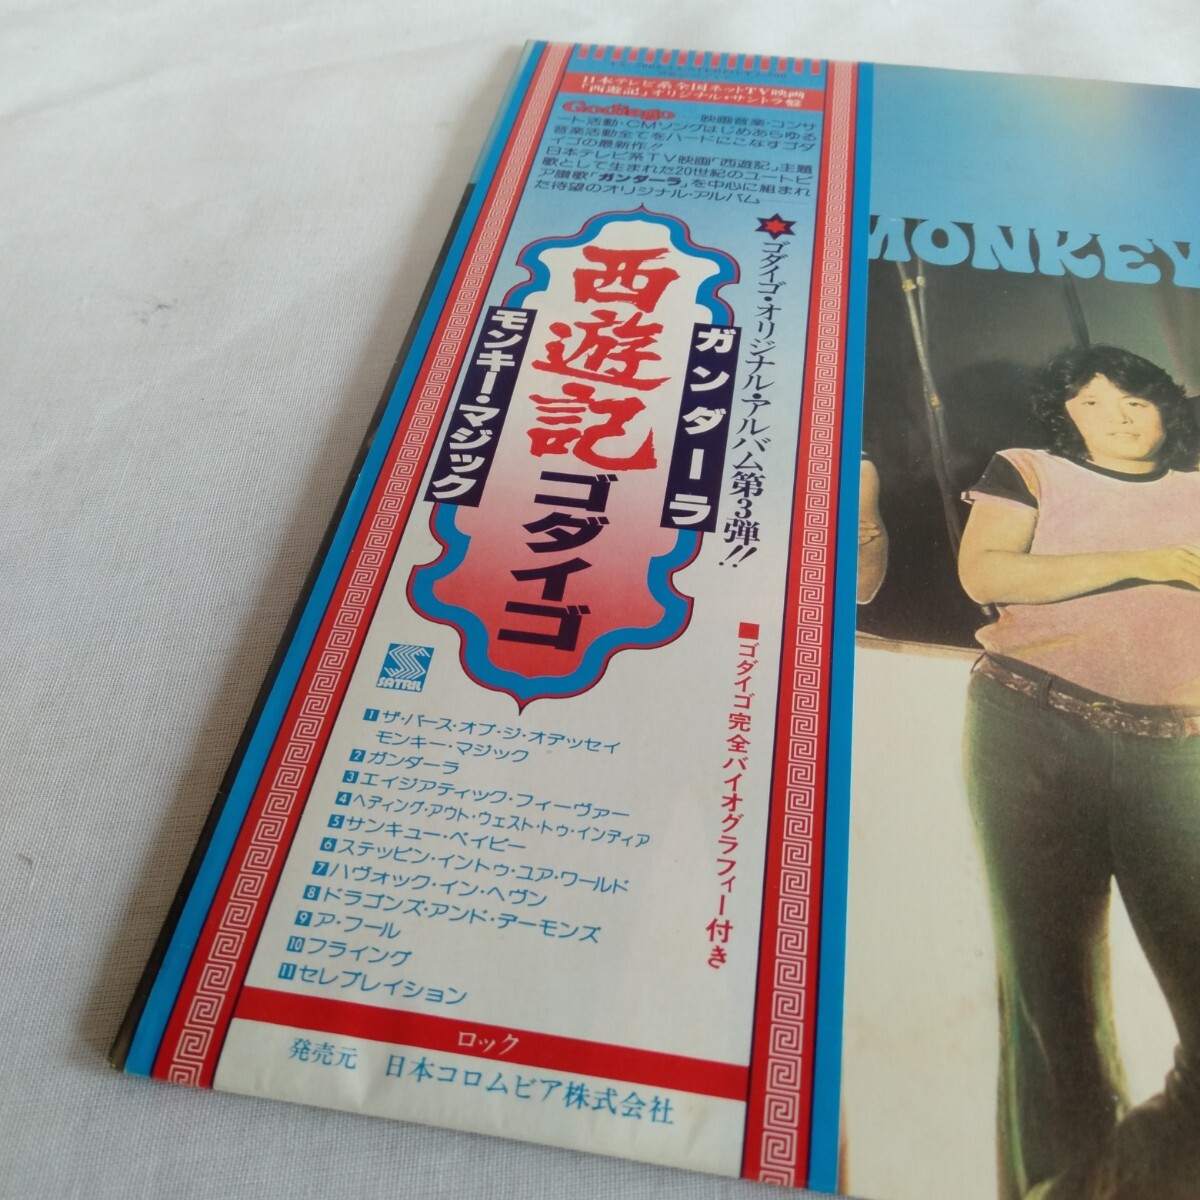 日本テレビ系全国ネットTV映画
「西遊記」オリジナル・サントラ盤
Godiego 映画音楽・コンサ
ート活動・CMソングはじめあらゆる
音楽活動全てをハードにこなすゴダ
イゴの最新作!!
日本テレビ系TV映画「西遊記」主題
歌として生まれた20世紀のユートピ
ア讃歌「ガンダーラ」を中心に組まれ
た待望のオリジナル・アルバム
ゴダイゴ・オリジナル・アルバム第3弾!!
ガンダーラ
西遊記
ゴダイゴ
モンキー・マジック
■ゴダイゴ完全バイオグラフィー付き
SATRIL
1 ザ・バース・オブ・ジ・オデッセイ
モンキー・マジック
2 ガンダーラ
3 エイジアティック・フィーヴァー
4 ヘディング・アウト・ウェスト・トゥ・インディア
5 サンキュー・ベイビー
6 ステッピン・イントゥ・ユア・ワールド
7 ハヴォック・イン・ヘヴン
8 ドラゴンズ・アンド・デーモンズ
9 ア・フール
10 フライング
11 セレブレイション
ロック
発売元 日本コロムビア株式会社
MONKEY